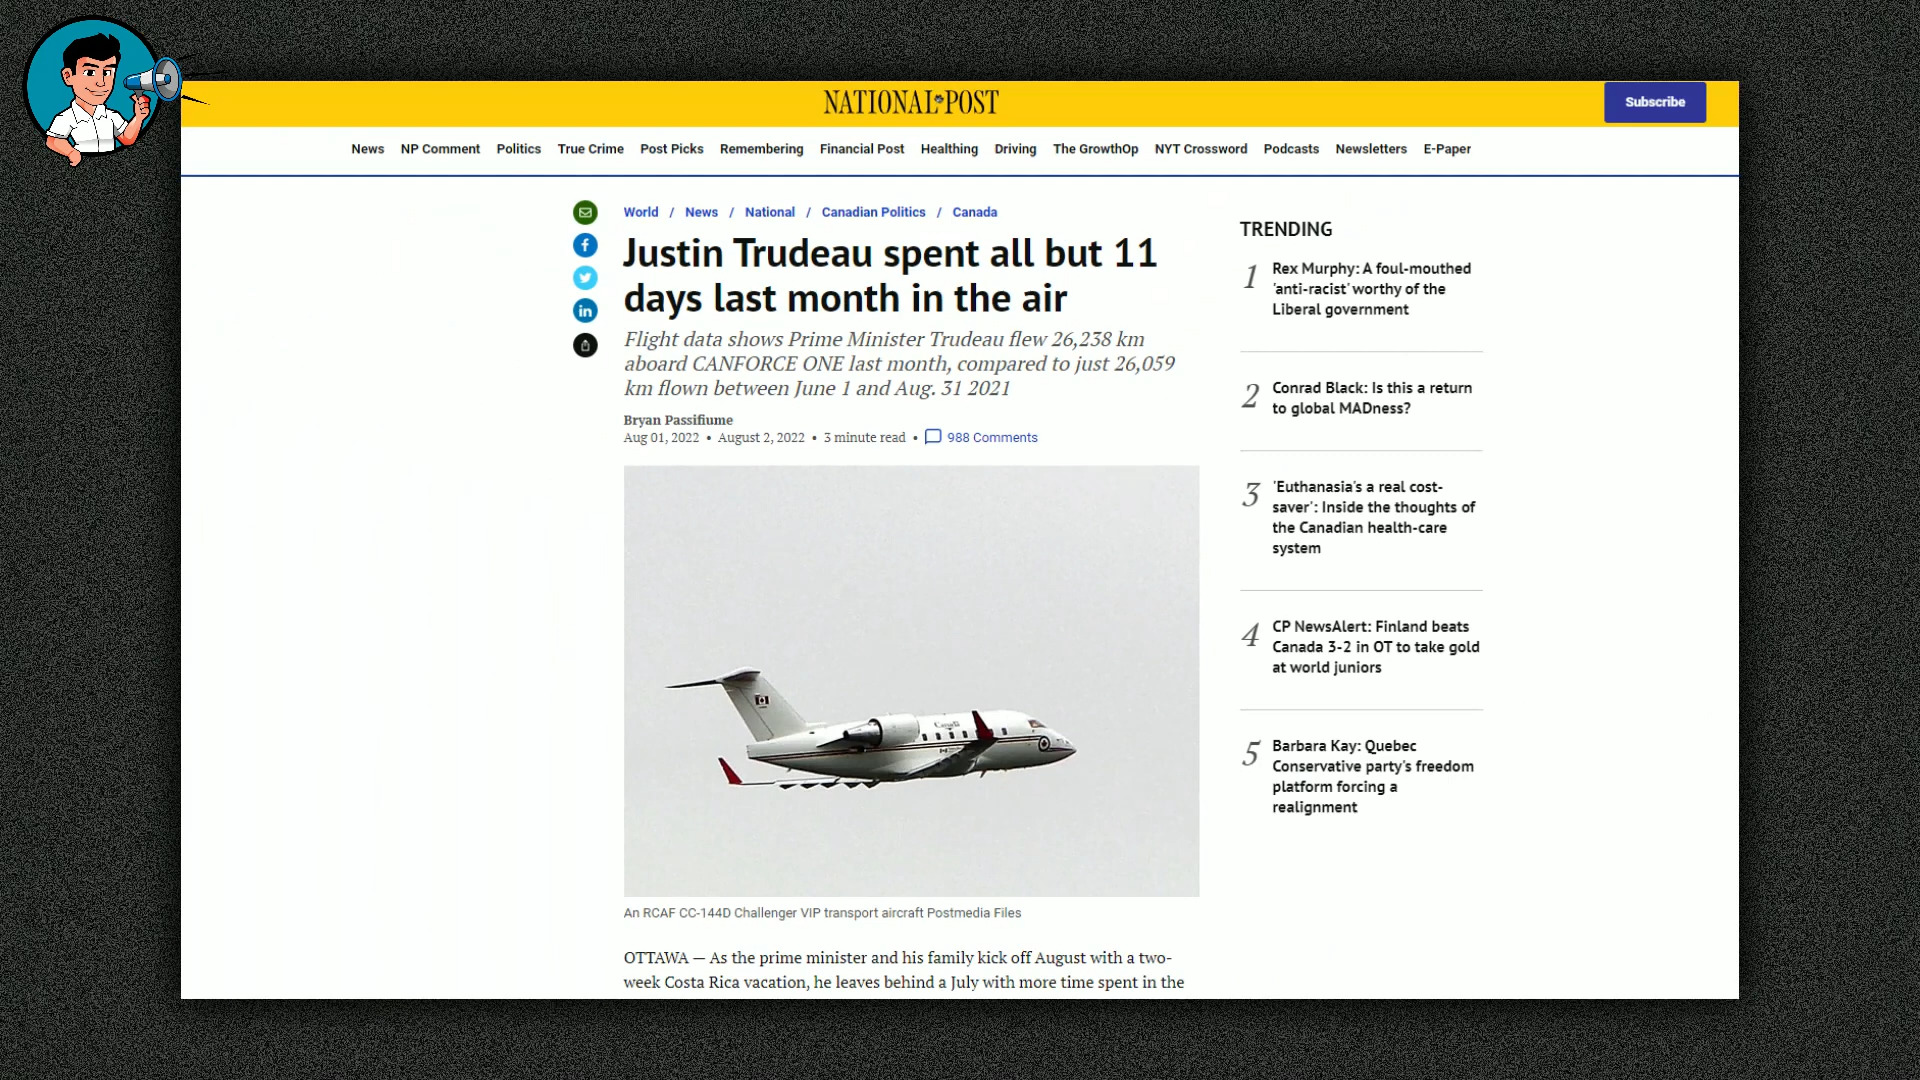 NATIONAL POST
Subscribe
News NP Comment Politics True Crime Post Picks Remembering Financial Post Healthing Driving The GrowthOp NYT Crossword Podcasts Newsletters E-Paper
World / News / National / Canadian Politics / Canada
Justin Trudeau spent all but 11
days last month in the air
Flight data shows Prime Minister Trudeau flew 26,238 km
aboard CANFORCE ONE last month, compared to just 26,059
km flown between June 1 and Aug. 31 2021
Bryan Passifiume
Aug 01, 2022 • August 2, 2022 • 3 minute read • 988 Comments
Canada
An RCAF CC-144D Challenger VIP transport aircraft Postmedia Files
OTTAWA — As the prime minister and his family kick off August with a two-
week Costa Rica vacation, he leaves behind a July with more time spent in the
TRENDING
1 Rex Murphy: A foul-mouthed
'anti-racist' worthy of the
Liberal government
2 Conrad Black: Is this a return
to global MADness?
3 'Euthanasia's a real cost-
saver': Inside the thoughts of
the Canadian health-care
system
4 CP NewsAlert: Finland beats
Canada 3-2 in OT to take gold
at world juniors
5 Barbara Kay: Quebec
Conservative party's freedom
platform forcing a
realignment